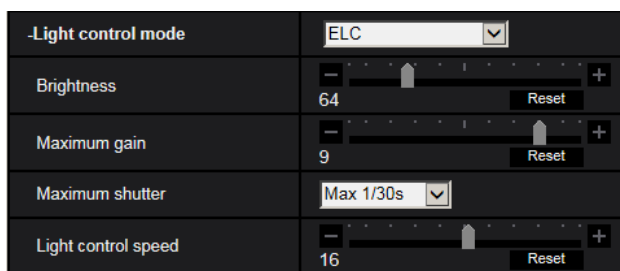 -Light control mode ELC
Brightness
64 Reset
Maximum gain
9 Reset
Maximum shutter Max 1/30s
Light control speed
16 Reset